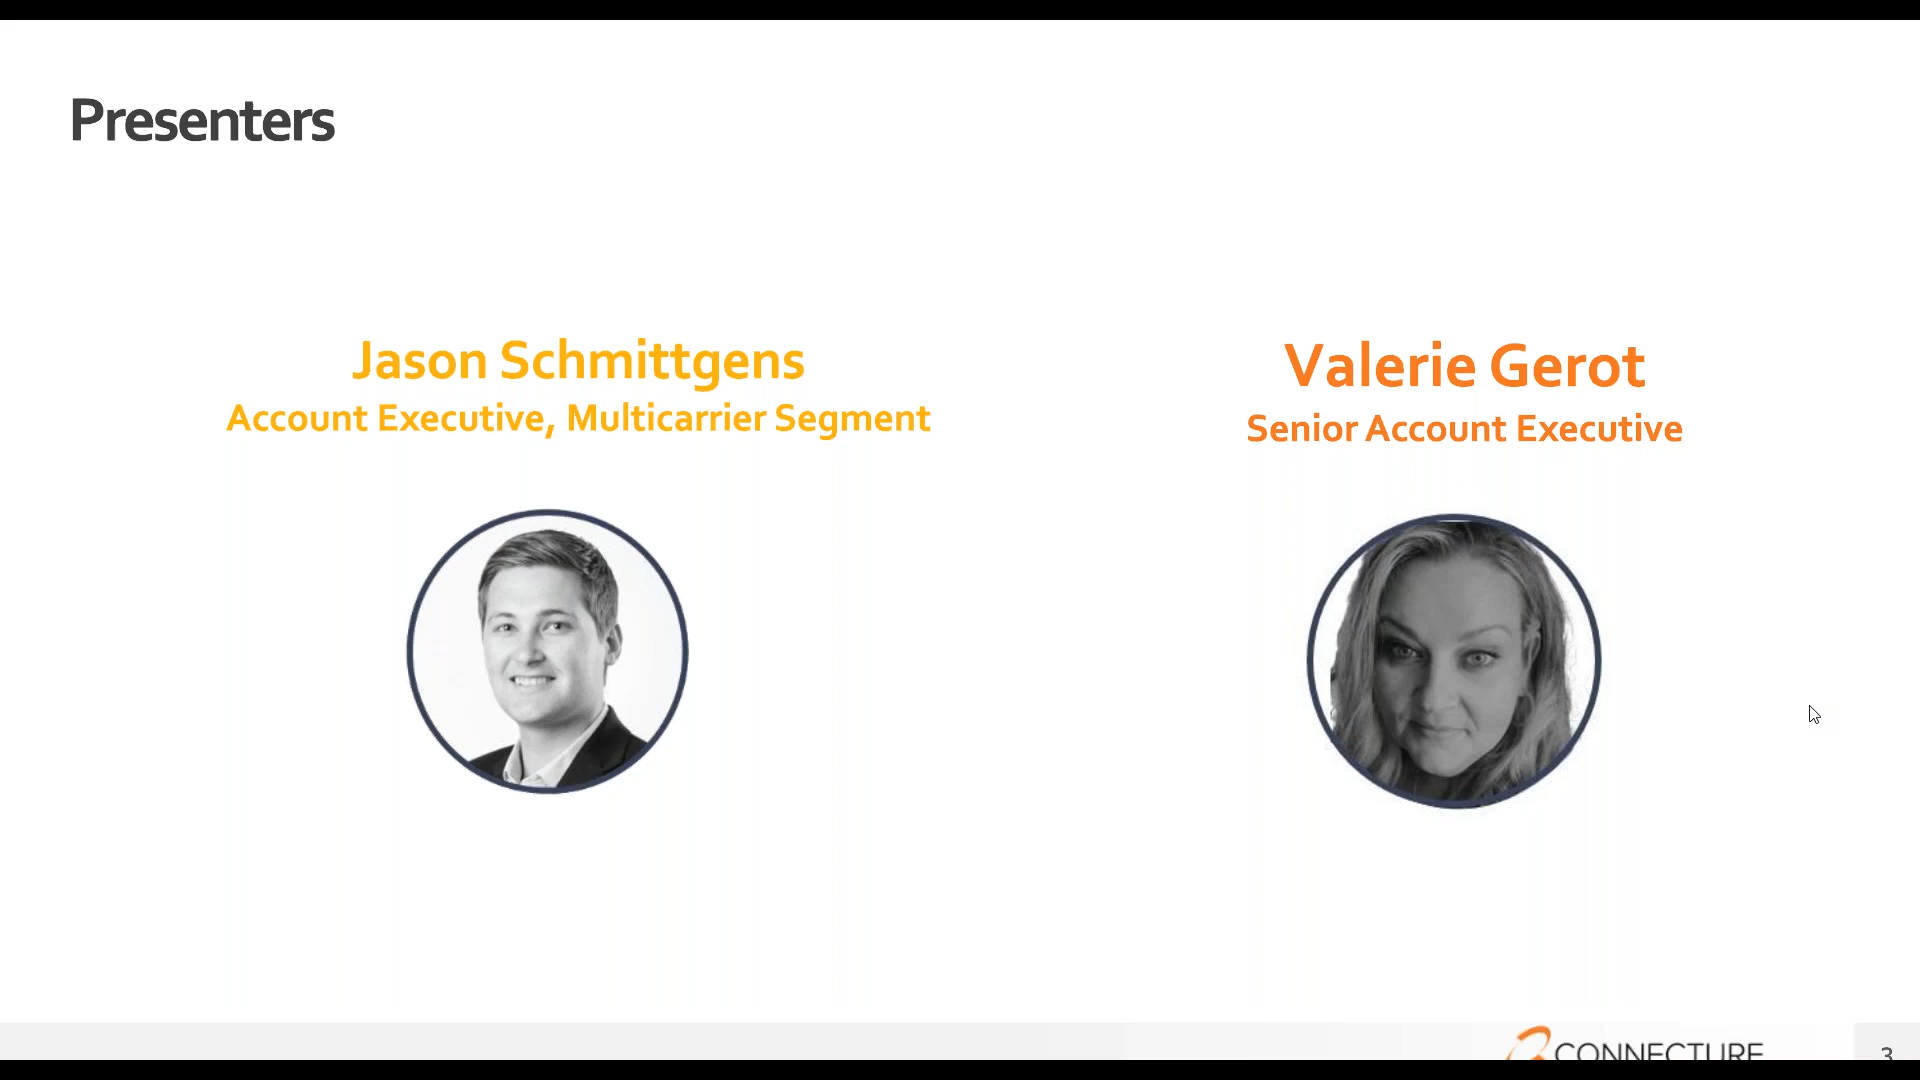 Presenters
Jason Schmittgens
Account Executive, Multicarrier Segment
Valerie Gerot
Senior Account Executive
CONNECTURE
3